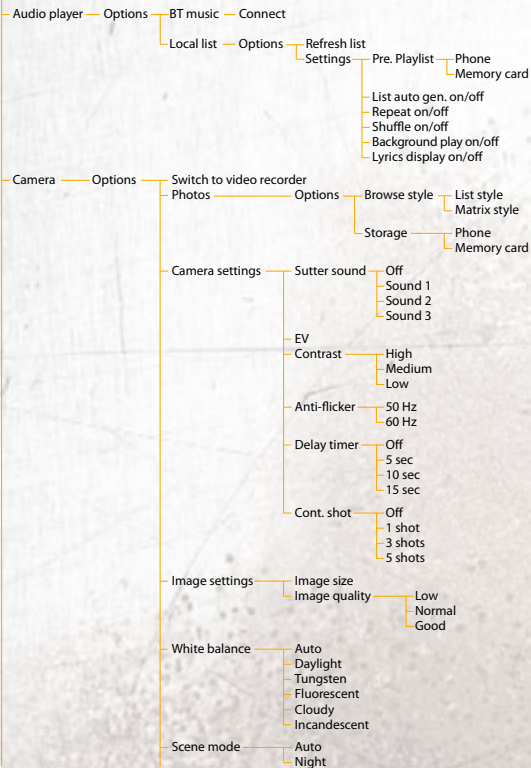 Audio player Options BT music Connect
Local list Options Refresh list
Settings Pre. Playlist Phone
Memory card
List auto gen. on/off
Repeat on/off
Shuffle on/off
Background play on/off
Lyrics display on/off
Camera Options Switch to video recorder
Photos Options Browse style List style
Matrix style
Storage Phone
Memory card
Camera settings Sutter sound Off
Sound 1
Sound 2
Sound 3
EV
Contrast High
Medium
Low
Anti-flicker 50 Hz
60 Hz
Delay timer Off
5 sec
10 sec
15 sec
Cont. shot Off
1 shot
3 shots
5 shots
Image settings Image size
Image quality Low
Normal
Good
White balance Auto
Daylight
Tungsten
Fluorescent
Cloudy
Incandescent
Scene mode Auto
Night